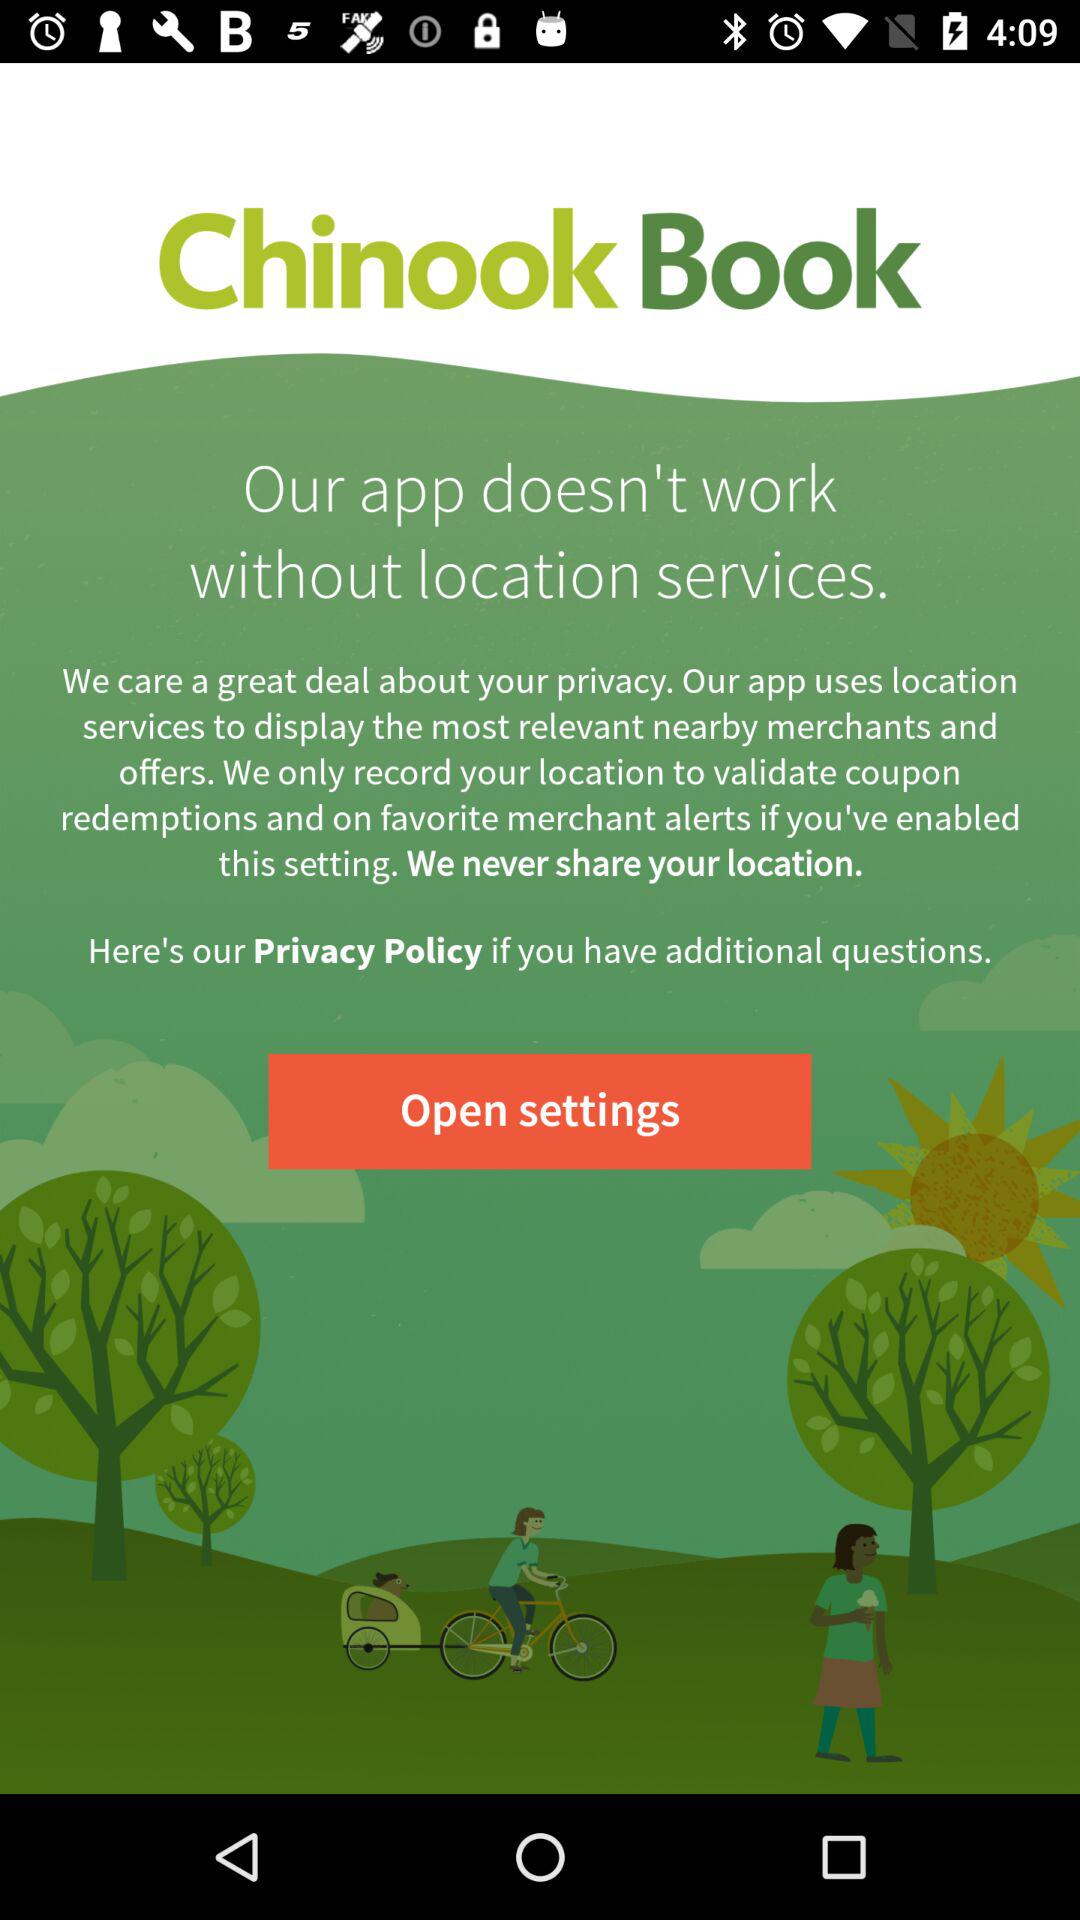 B 5 FAKE 4:09
Chinook Book
Our app doesn't work
without location services.
We care a great deal about your privacy. Our app uses location
services to display the most relevant nearby merchants and
offers. We only record your location to validate coupon
redemptions and on favorite merchant alerts if you've enabled
this setting. We never share your location.
Here's our Privacy Policy if you have additional questions.
Open settings